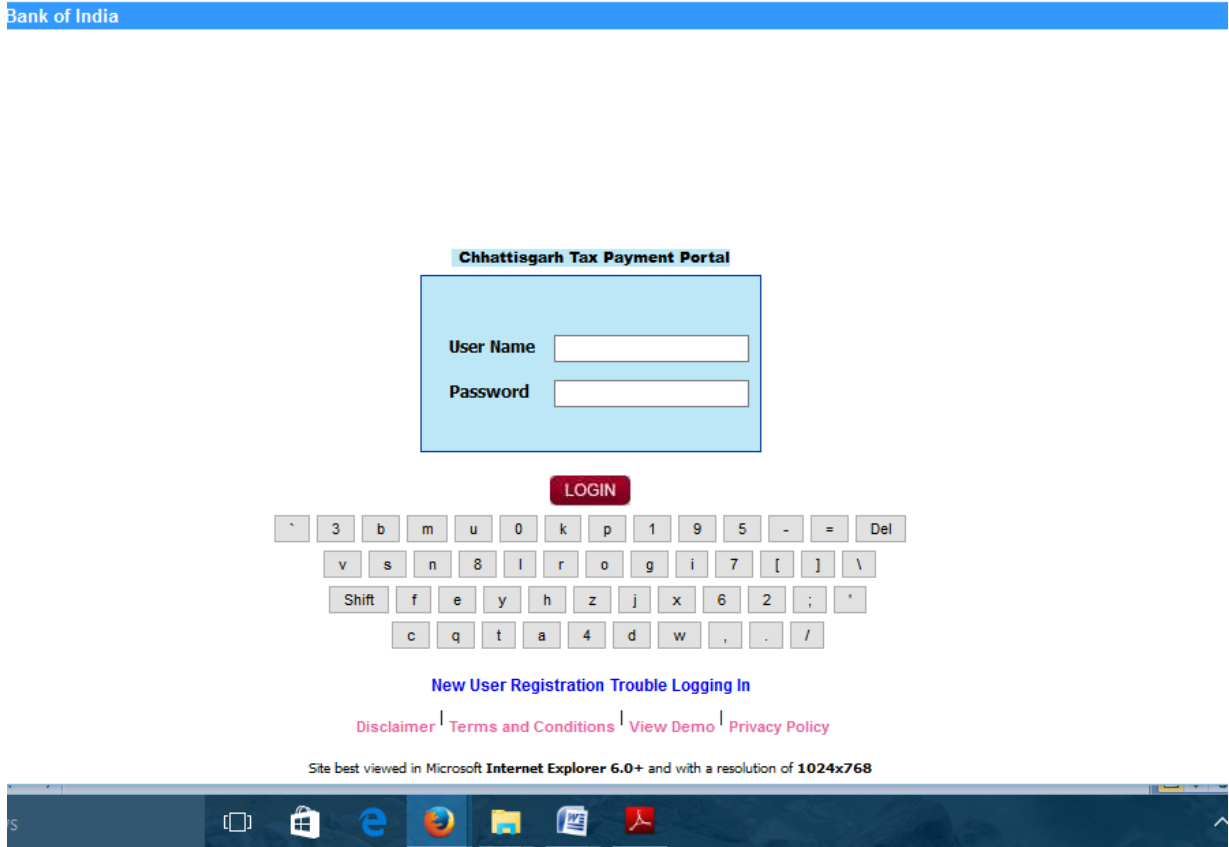 Bank of India
Chhattisgarh Tax Payment Portal
User Name
Password
LOGIN
` 3 b m u 0 k p 1 9 5 - = Del
v s n 8 l r o g i 7 [ ] \
Shift f e y h z j x 6 2 ; '
c q t a 4 d w , . /
New User Registration Trouble Logging In
Disclaimer | Terms and Conditions | View Demo | Privacy Policy
Site best viewed in Microsoft Internet Explorer 6.0+ and with a resolution of 1024x768